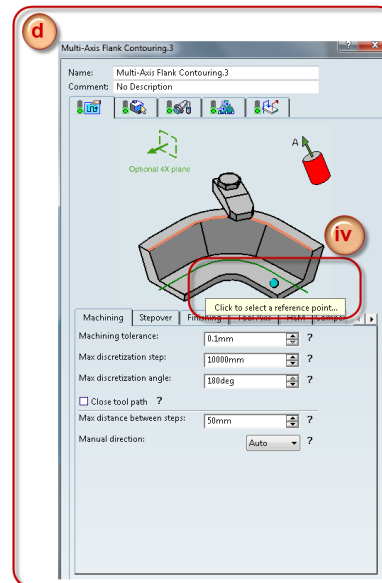 d
Multi-Axis Flank Contouring.3
Name: Multi-Axis Flank Contouring.3
Comment: No Description
Optional 4X plane
A
iv
Click to select a reference point...
Machining Stepover
Machining tolerance: 0.1mm ?
Max discretization step: 10000mm ?
Max discretization angle: 180deg ?
Close tool path ?
Max distance between steps: 50mm ?
Manual direction: Auto ?